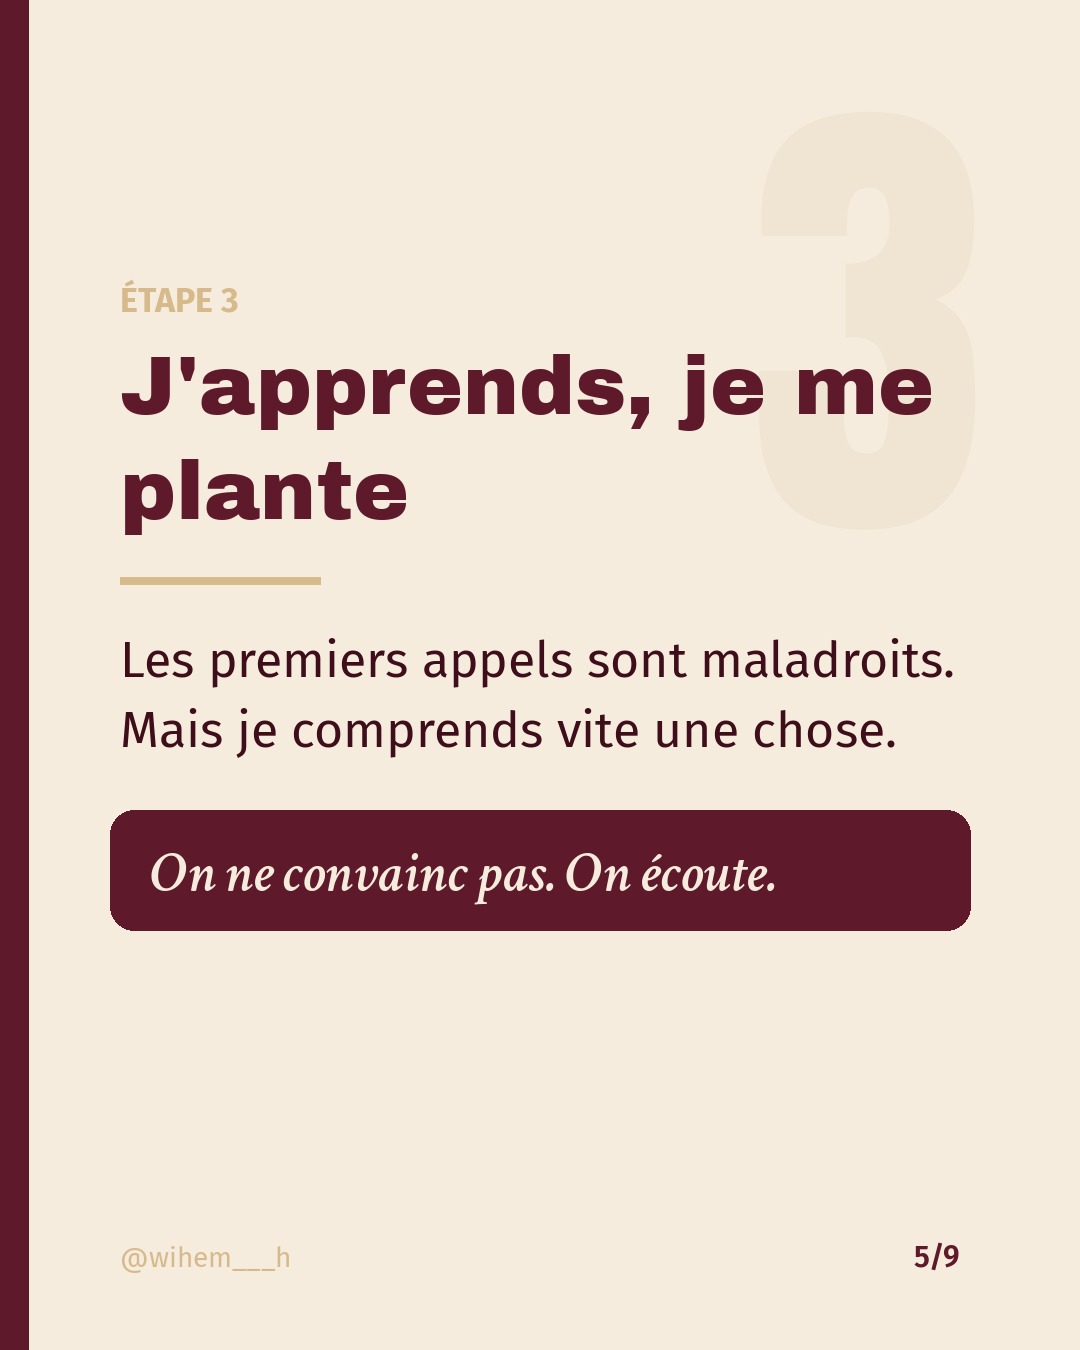 3
ÉTAPE 3
J'apprends, je me
plante
Les premiers appels sont maladroits.
Mais je comprends vite une chose.
On ne convainc pas. On écoute.
@wihem___h
5/9